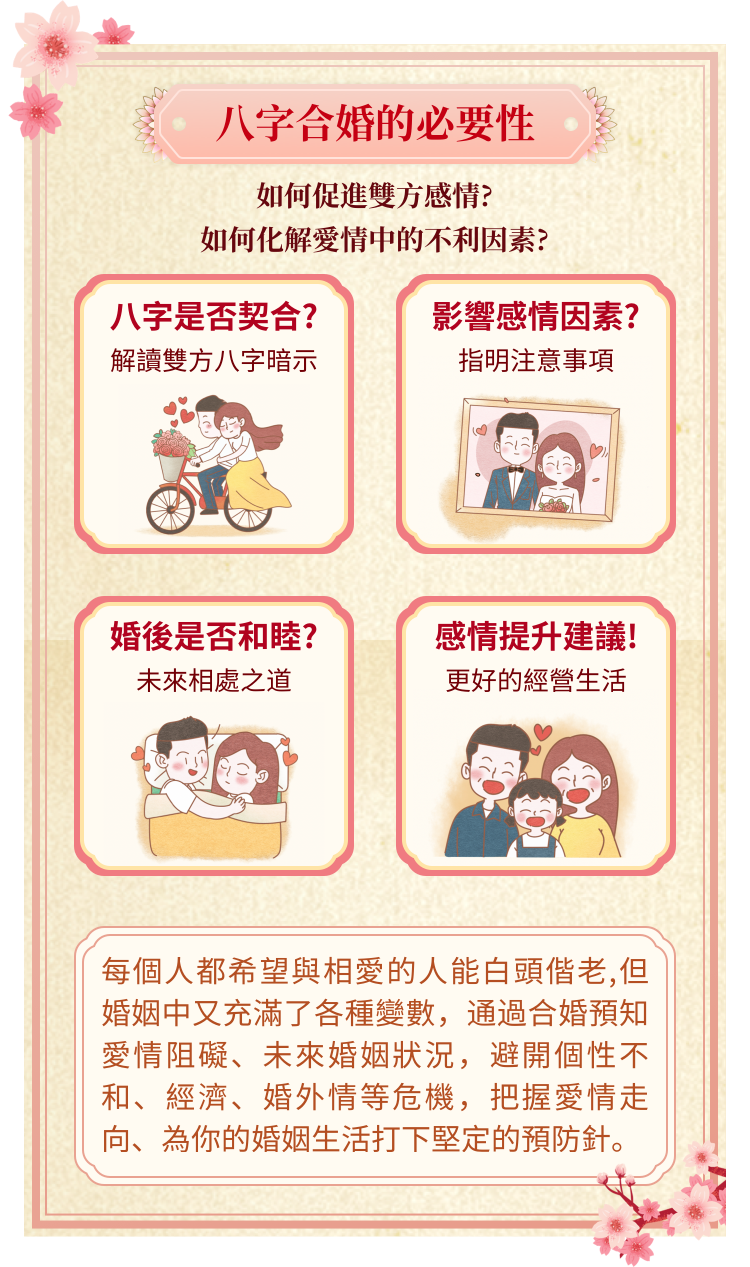 八字合婚的必要性
如何促進雙方感情?
如何化解愛情中的不利因素?
八字是否契合?
解讀雙方八字暗示
影響感情因素?
指明注意事項
婚後是否和睦?
未來相處之道
感情提升建議!
更好的經營生活
每個人都希望與相愛的人能白頭偕老,但
婚姻中又充滿了各種變數，通過合婚預知
愛情阻礙、未來婚姻狀況，避開個性不
和、經濟、婚外情等危機，把握愛情走
向、為你的婚姻生活打下堅定的預防針。